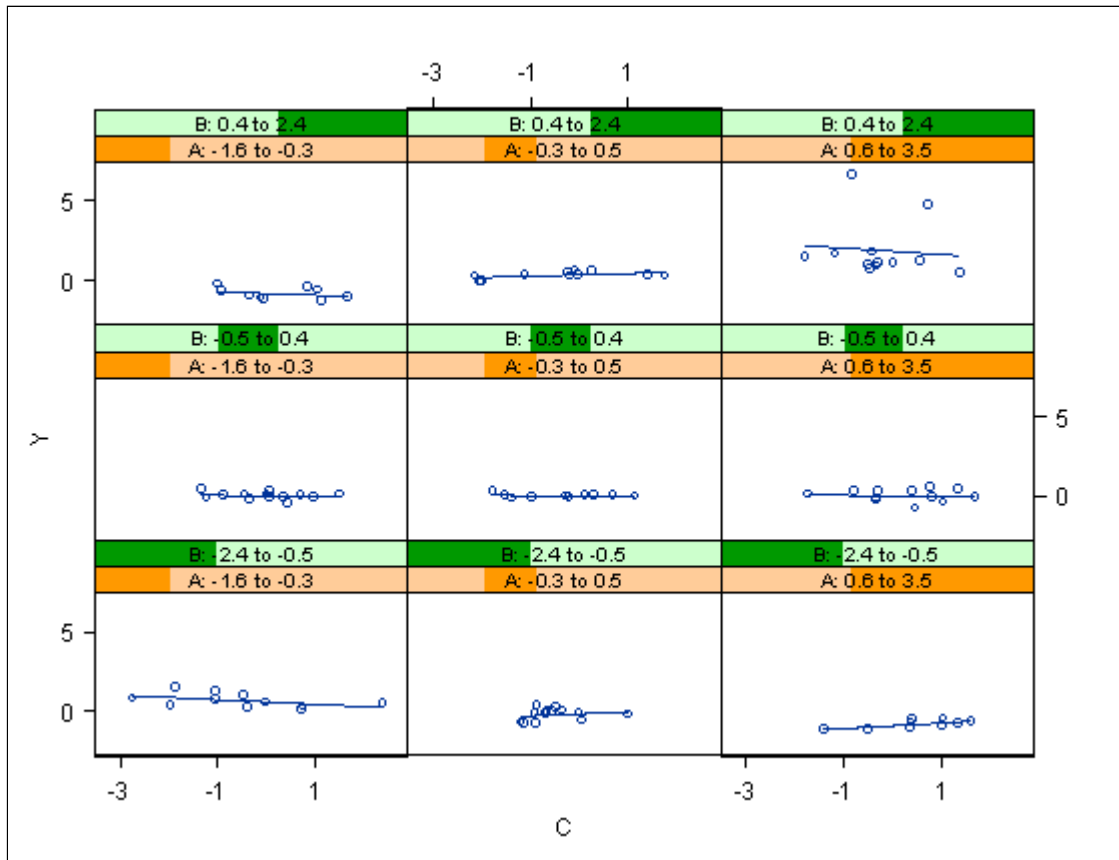 -3 -1 1
B: 0.4 to 2.4 B: 0.4 to 2.4 B: 0.4 to 2.4
A: -1.6 to -0.3 A: -0.3 to 0.5 A: 0.6 to 3.5
5
0
B: -0.5 to 0.4 B: -0.5 to 0.4 B: -0.5 to 0.4
A: -1.6 to -0.3 A: -0.3 to 0.5 A: 0.6 to 3.5
5
Y
0
B: -2.4 to -0.5 B: -2.4 to -0.5 B: -2.4 to -0.5
A: -1.6 to -0.3 A: -0.3 to 0.5 A: 0.6 to 3.5
5
0
-3 -1 1 -3 -1 1
C